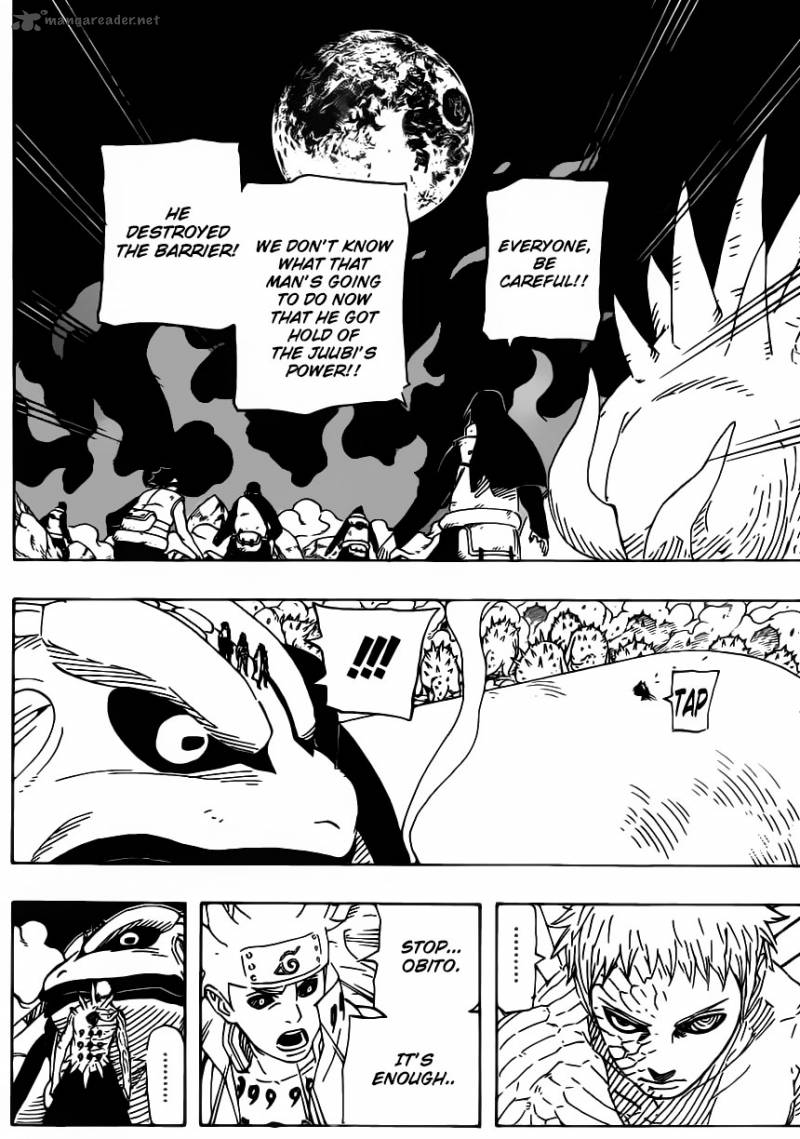 mangareader.net
EVERYONE,
BE
CAREFUL!!
WE DON'T KNOW
WHAT THAT
MAN'S GOING
TO DO NOW
THAT HE GOT
HOLD OF
THE JUUBI'S
POWER!!
HE
DESTROYED
THE BARRIER!
TAP
!!!
.........
STOP...
OBITO.
IT'S
ENOUGH..
.........